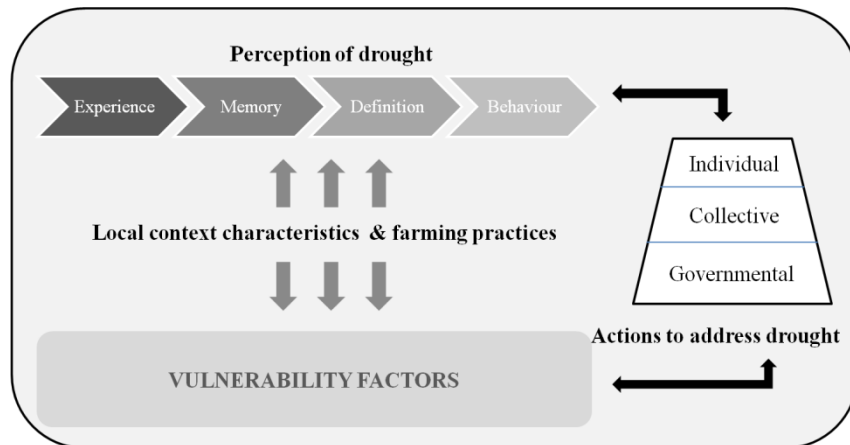 Perception of drought
Experience
Memory
Definition
Behaviour
Individual
Collective
Governmental
Local context characteristics & farming practices
Actions to address drought
VULNERABILITY FACTORS